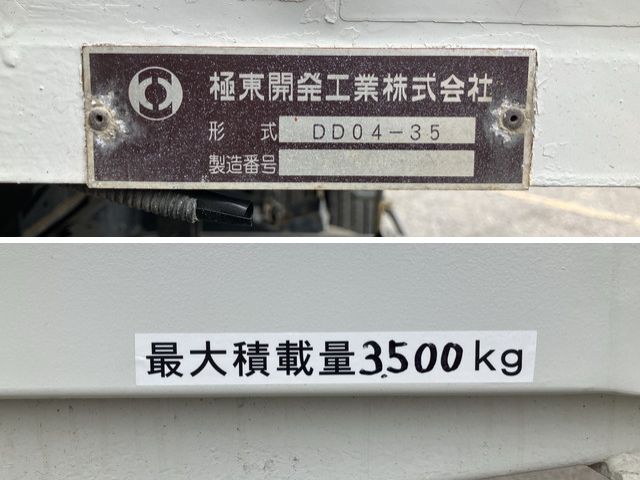 極東開発工業株式会社
形 式 DD04-35
製造番号
最大積載量3500kg